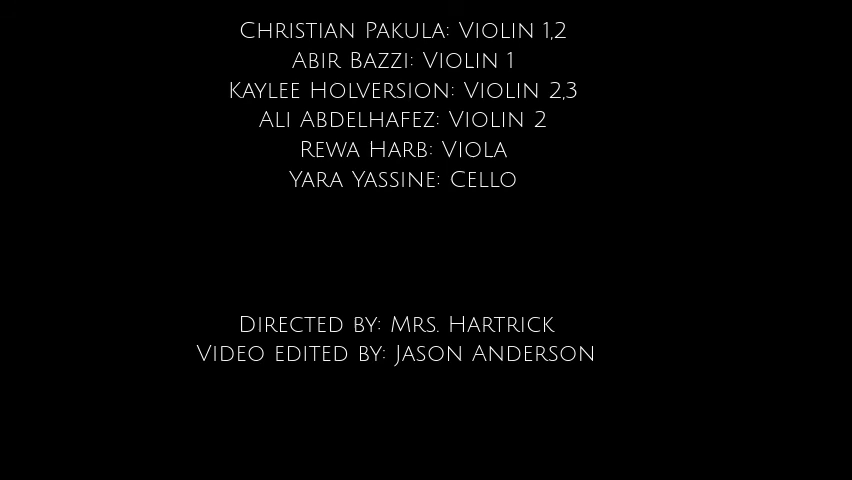 Christian Pakula: Violin 1,2
Abir Bazzi: Violin 1
Kaylee Holversion: Violin 2,3
Ali Abdelhafez: Violin 2
Rewa Harb: Viola
Yara Yassine: Cello
Directed by: Mrs. Hartrick
Video edited by: Jason Anderson